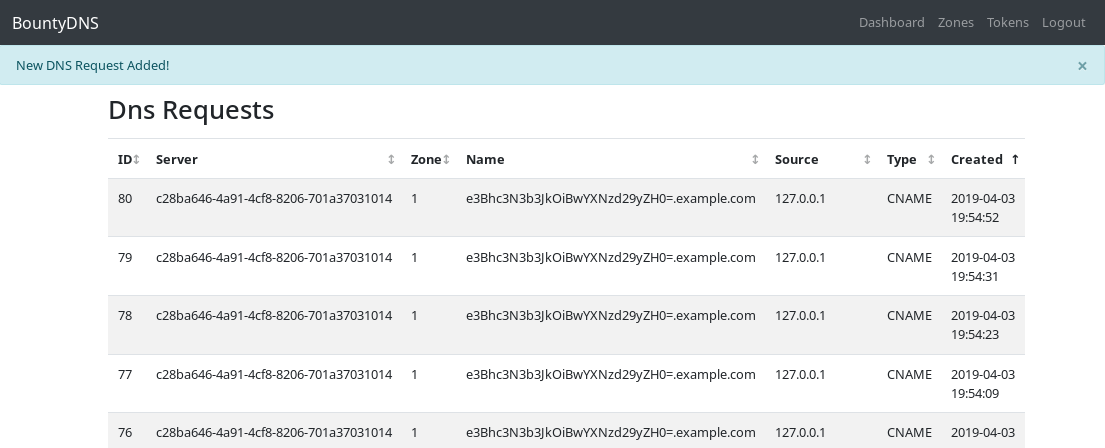 BountyDNS Dashboard Zones Tokens Logout
New DNS Request Added! ×
Dns Requests
ID↕ Server ↕ Zone↕ Name ↕ Source ↕ Type ↕ Created ↑
80 c28ba646-4a91-4cf8-8206-701a37031014 1 e3Bhc3N3b3JkOiBwYXNzd29yZH0=.example.com 127.0.0.1 CNAME 2019-04-03
19:54:52
79 c28ba646-4a91-4cf8-8206-701a37031014 1 e3Bhc3N3b3JkOiBwYXNzd29yZH0=.example.com 127.0.0.1 CNAME 2019-04-03
19:54:31
78 c28ba646-4a91-4cf8-8206-701a37031014 1 e3Bhc3N3b3JkOiBwYXNzd29yZH0=.example.com 127.0.0.1 CNAME 2019-04-03
19:54:23
77 c28ba646-4a91-4cf8-8206-701a37031014 1 e3Bhc3N3b3JkOiBwYXNzd29yZH0=.example.com 127.0.0.1 CNAME 2019-04-03
19:54:09
76 c28ba646-4a91-4cf8-8206-701a37031014 1 e3Bhc3N3b3JkOiBwYXNzd29yZH0=.example.com 127.0.0.1 CNAME 2019-04-03